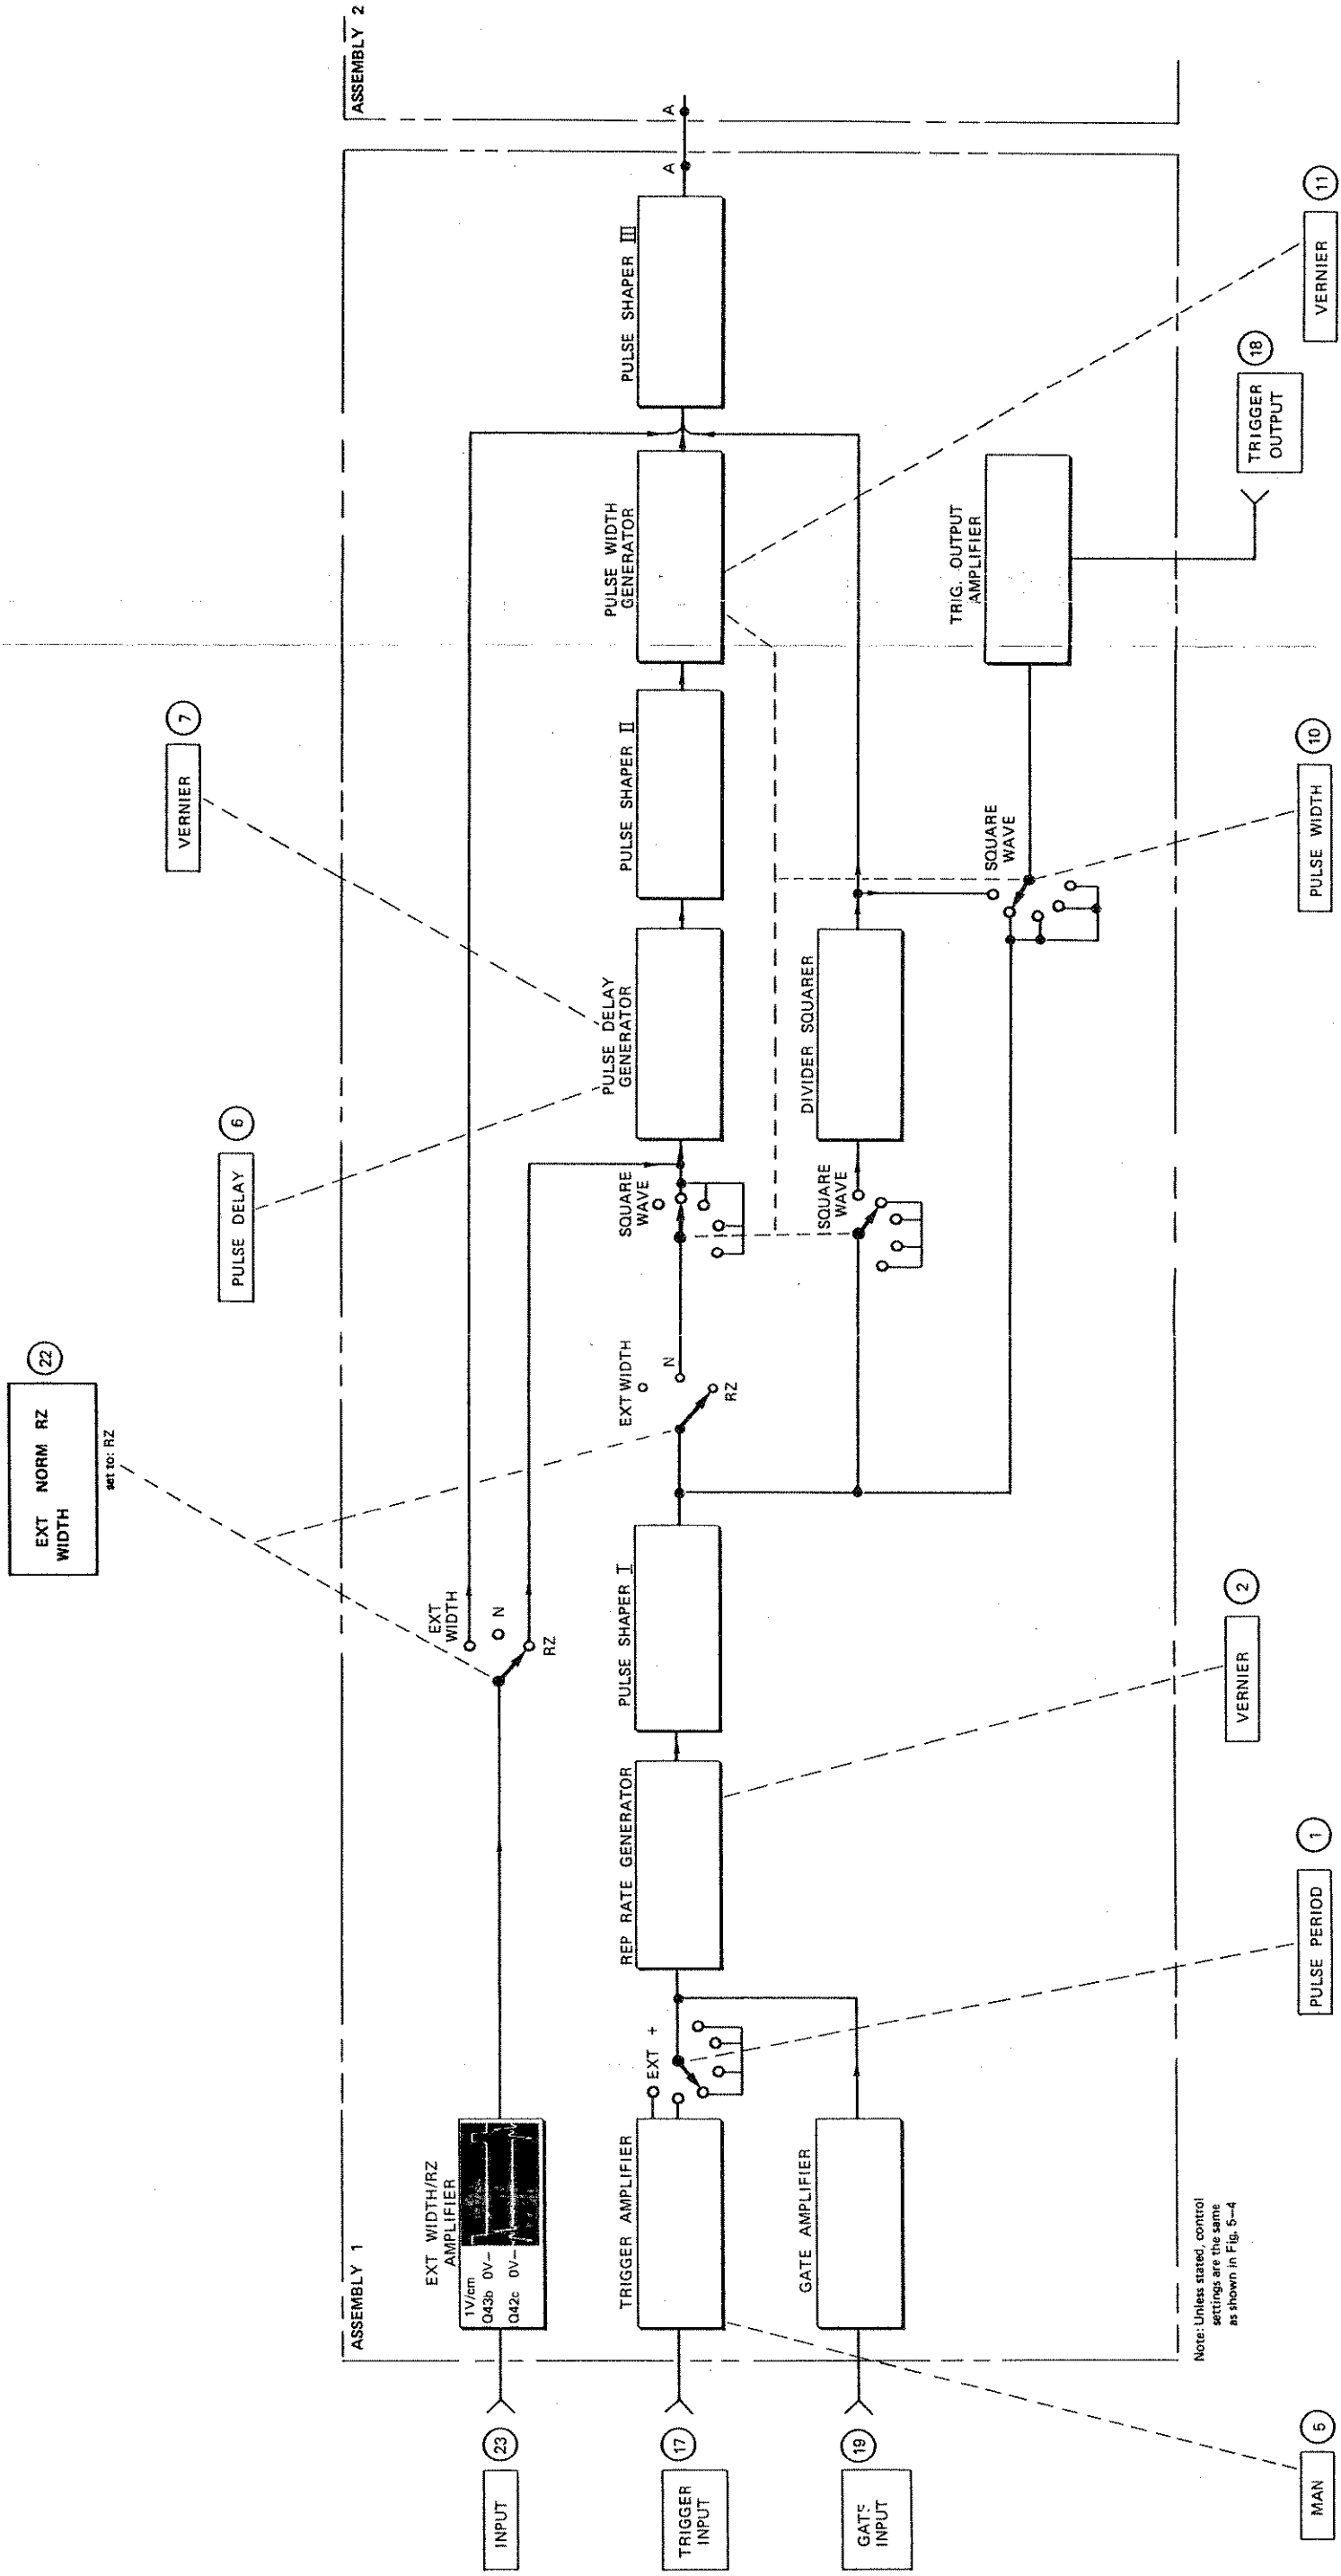 ASSEMBLY 1
ASSEMBLY 2
22
EXT NORM RZ
WIDTH
set to: RZ
PULSE DELAY
6
VERNIER
7
INPUT
23
EXT WIDTH/RZ
AMPLIFIER
1V/cm
Q43b 0V–
Q42c 0V–
EXT
WIDTH
N
RZ
TRIGGER
INPUT
17
TRIGGER AMPLIFIER
EXT +
REP RATE GENERATOR
PULSE SHAPER I
EXT WIDTH
N
RZ
SQUARE
WAVE
PULSE DELAY
GENERATOR
PULSE SHAPER II
PULSE WIDTH
GENERATOR
PULSE SHAPER III
A
A
GATE
INPUT
19
GATE AMPLIFIER
SQUARE
WAVE
DIVIDER SQUARER
SQUARE
WAVE
TRIG. OUTPUT
AMPLIFIER
TRIGGER
OUTPUT
18
MAN
5
PULSE PERIOD
1
VERNIER
2
PULSE WIDTH
10
VERNIER
11
Note: Unless stated, control
settings are the same
as shown in Fig. 5–4